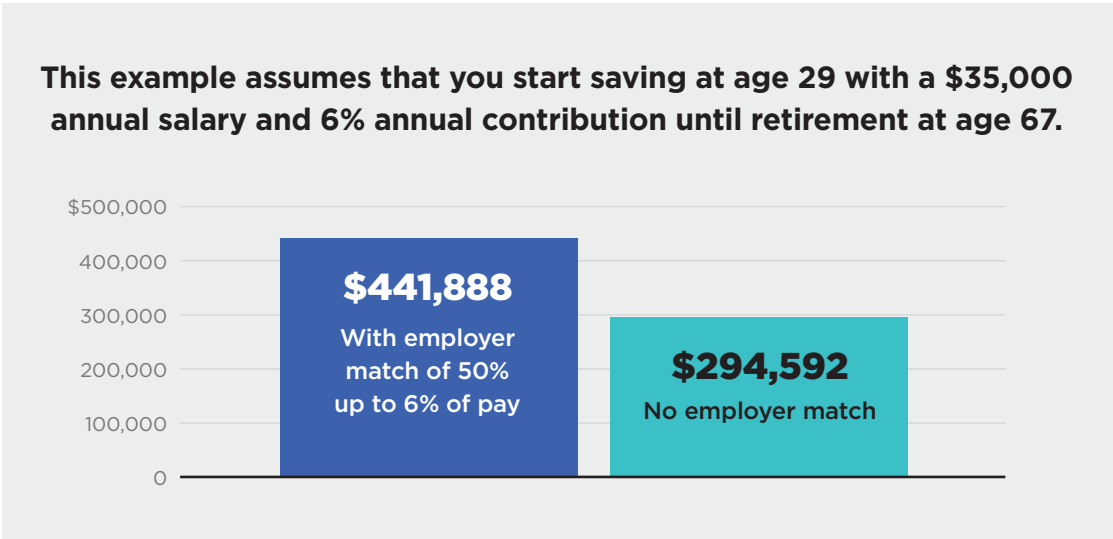 This example assumes that you start saving at age 29 with a $35,000
annual salary and 6% annual contribution until retirement at age 67.
$500,000
400,000
300,000
200,000
100,000
0
$441,888
With employer
match of 50%
up to 6% of pay
$294,592
No employer match